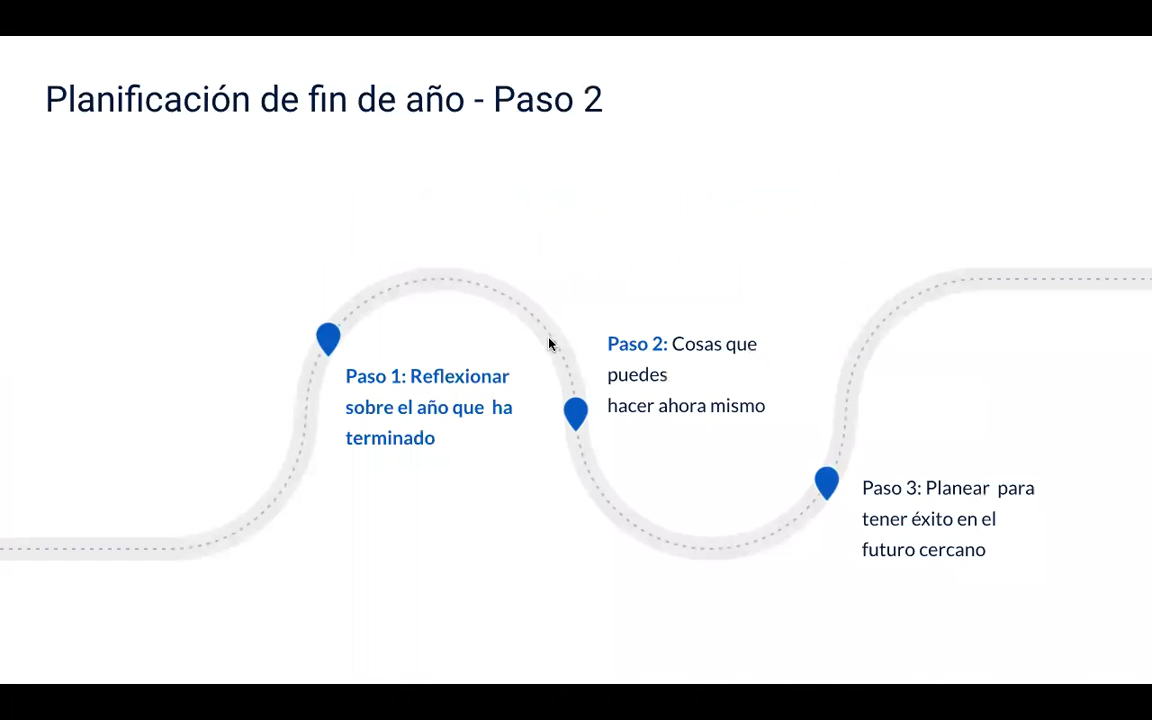 Planificación de fin de año - Paso 2
Paso 1: Reflexionar
sobre el año que  ha
terminado
Paso 2: Cosas que
puedes
hacer ahora mismo
Paso 3: Planear  para
tener éxito en el
futuro cercano